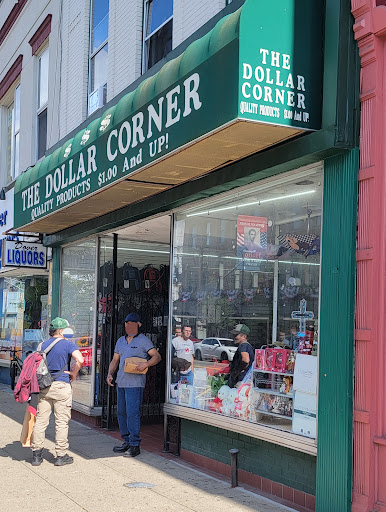 $ $ $
THE DOLLAR CORNER
QUALITY PRODUCTS $1.00 And UP!
THE
DOLLAR
CORNER
QUALITY PRODUCTS
$1.00 And UP
Dover
LIQUORS